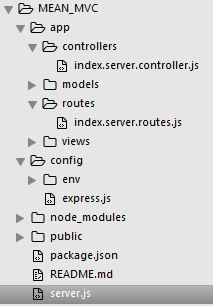 MEAN_MVC
app
controllers
index.server.controller.js
models
routes
index.server.routes.js
views
config
env
express.js
node_modules
public
package.json
README.md
server.js